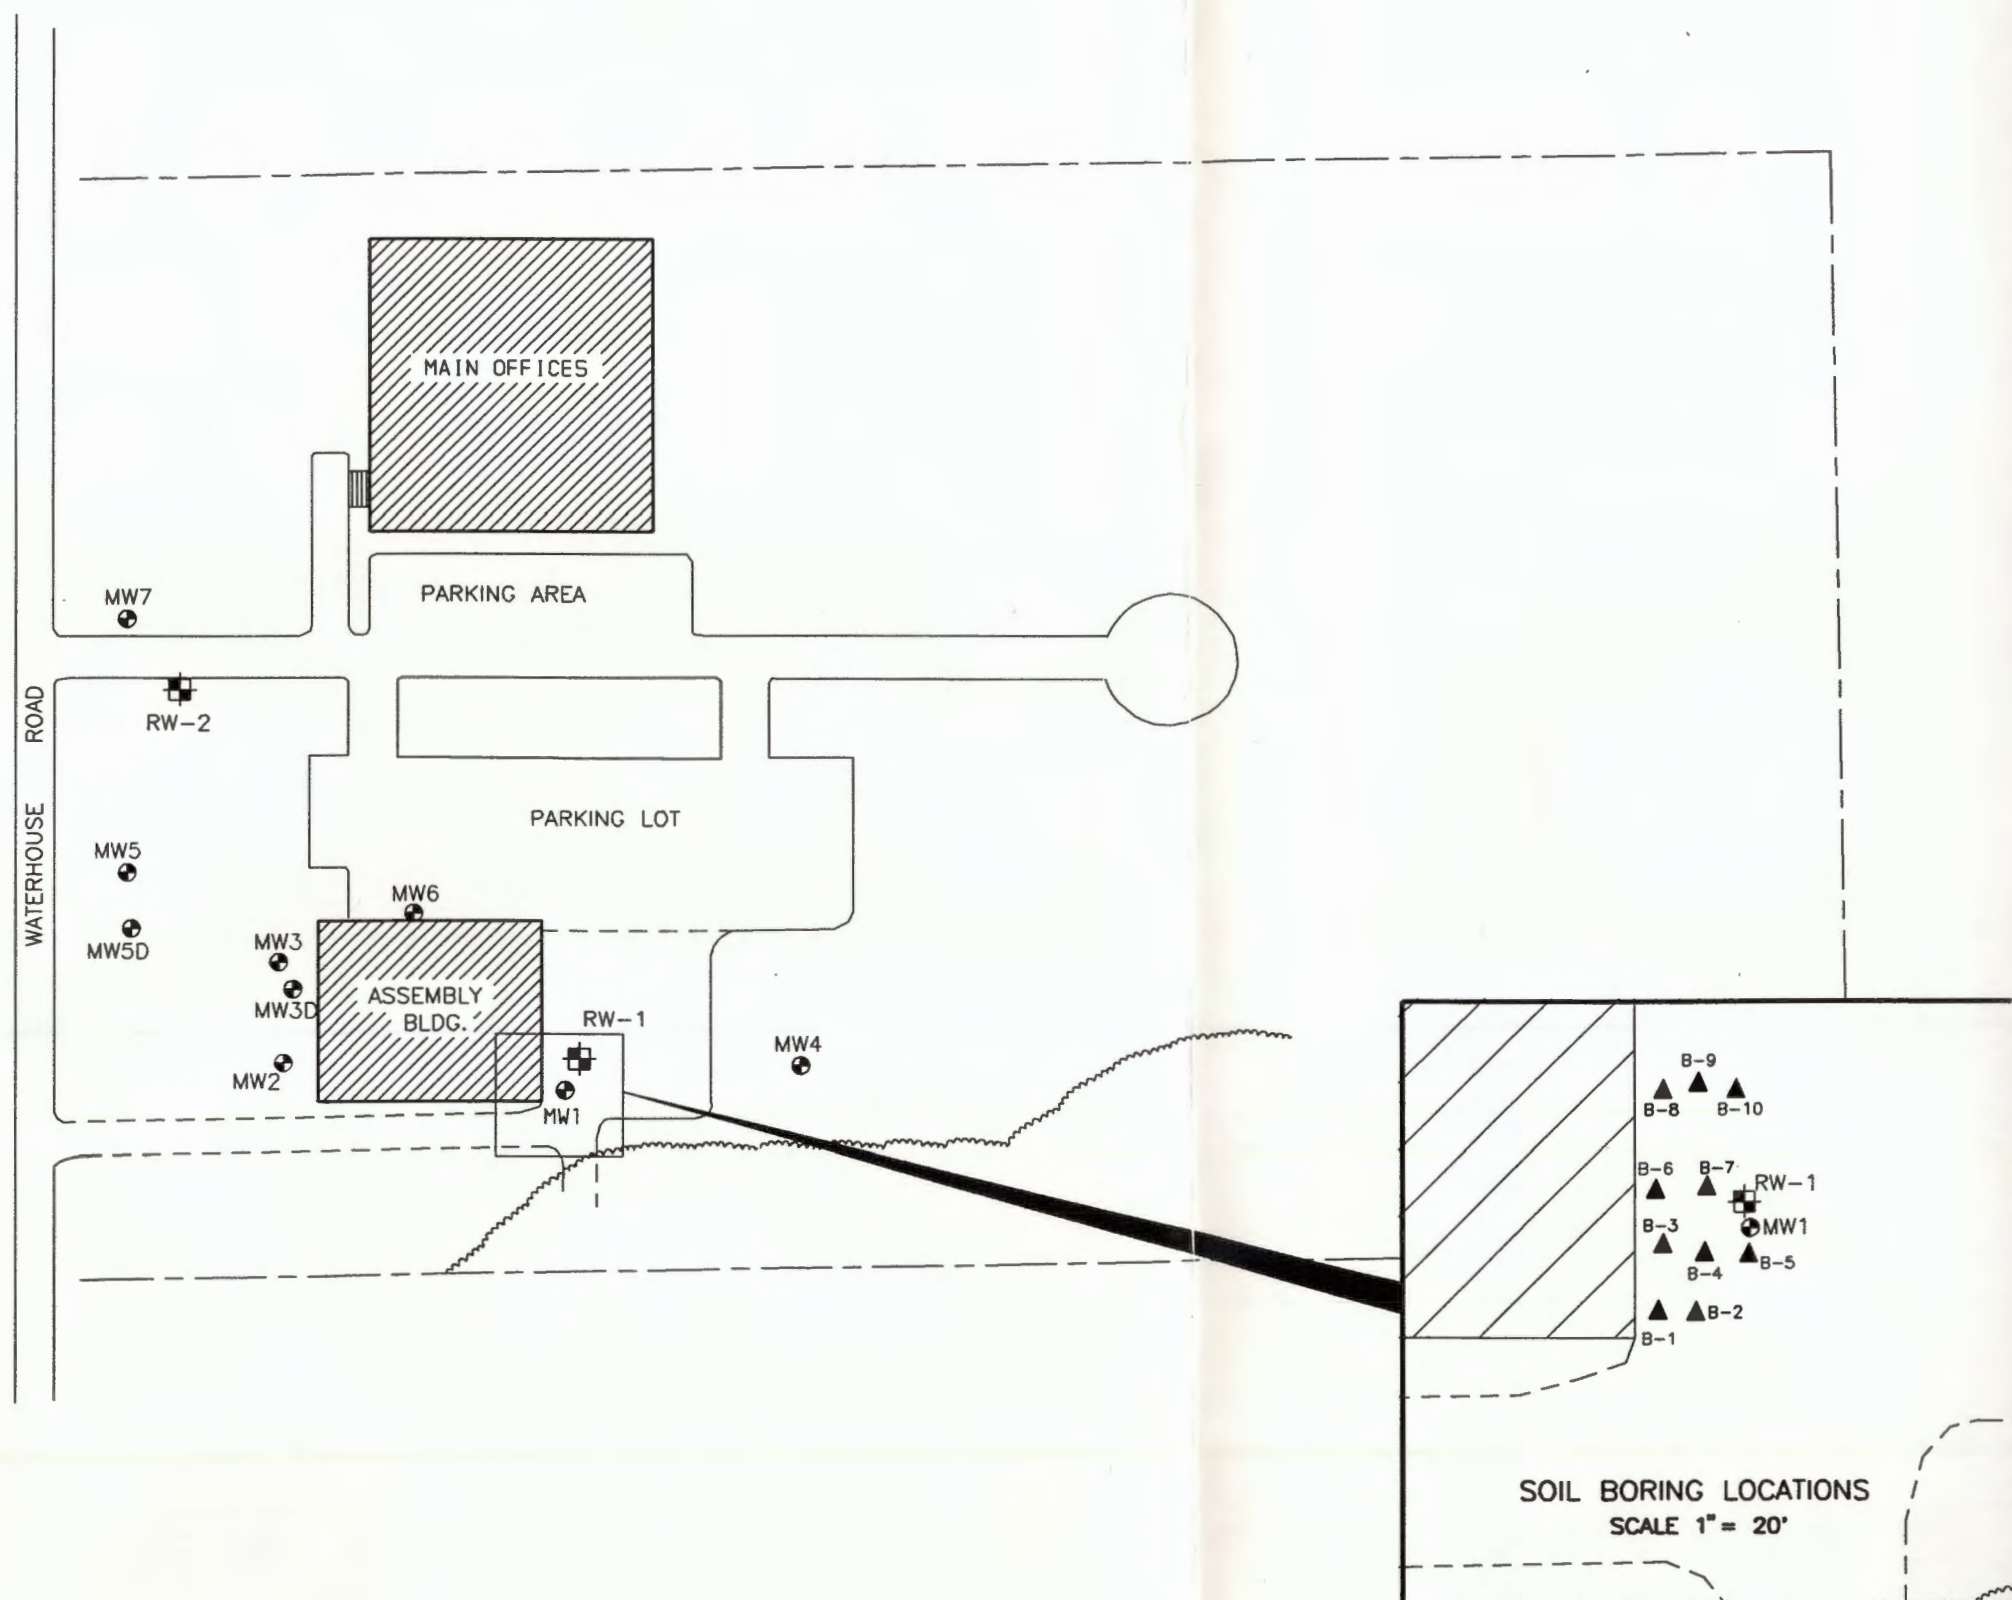 MAIN OFFICES
PARKING AREA
MW7
RW-2
WATERHOUSE ROAD
PARKING LOT
MW5
MW6
MW5D
MW3
MW3D
ASSEMBLY
BLDG.
RW-1
MW2
MW1
MW4
B-9
B-8
B-10
B-6
B-7
RW-1
B-3
MW1
B-4
B-5
B-2
B-1
SOIL BORING LOCATIONS
SCALE 1"= 20'